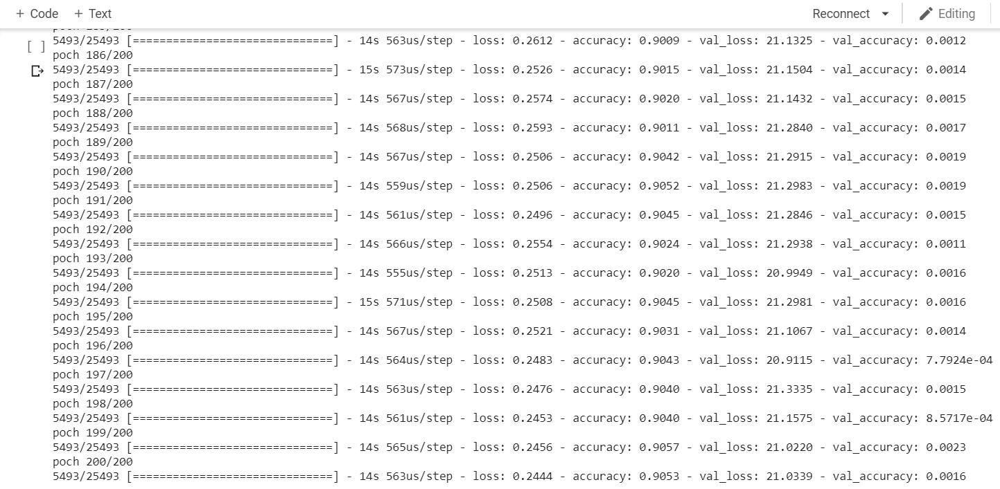 + Code + Text Reconnect Editing
5493/25493 [==============================] - 14s 563us/step - loss: 0.2612 - accuracy: 0.9009 - val_loss: 21.1325 - val_accuracy: 0.0012
[ ]
poch 186/200
5493/25493 [==============================] - 15s 573us/step - loss: 0.2526 - accuracy: 0.9015 - val_loss: 21.1504 - val_accuracy: 0.0014
poch 187/200
5493/25493 [==============================] - 14s 567us/step - loss: 0.2574 - accuracy: 0.9020 - val_loss: 21.1432 - val_accuracy: 0.0015
poch 188/200
5493/25493 [==============================] - 14s 568us/step - loss: 0.2593 - accuracy: 0.9011 - val_loss: 21.2840 - val_accuracy: 0.0017
poch 189/200
5493/25493 [==============================] - 14s 567us/step - loss: 0.2506 - accuracy: 0.9042 - val_loss: 21.2915 - val_accuracy: 0.0019
poch 190/200
5493/25493 [==============================] - 14s 559us/step - loss: 0.2506 - accuracy: 0.9052 - val_loss: 21.2983 - val_accuracy: 0.0019
poch 191/200
5493/25493 [==============================] - 14s 561us/step - loss: 0.2496 - accuracy: 0.9045 - val_loss: 21.2846 - val_accuracy: 0.0015
poch 192/200
5493/25493 [==============================] - 14s 566us/step - loss: 0.2554 - accuracy: 0.9024 - val_loss: 21.2938 - val_accuracy: 0.0011
poch 193/200
5493/25493 [==============================] - 14s 555us/step - loss: 0.2513 - accuracy: 0.9020 - val_loss: 20.9949 - val_accuracy: 0.0016
poch 194/200
5493/25493 [==============================] - 15s 571us/step - loss: 0.2508 - accuracy: 0.9045 - val_loss: 21.2981 - val_accuracy: 0.0016
poch 195/200
5493/25493 [==============================] - 14s 567us/step - loss: 0.2521 - accuracy: 0.9031 - val_loss: 21.1067 - val_accuracy: 0.0014
poch 196/200
5493/25493 [==============================] - 14s 564us/step - loss: 0.2483 - accuracy: 0.9043 - val_loss: 20.9115 - val_accuracy: 7.7924e-04
poch 197/200
5493/25493 [==============================] - 14s 563us/step - loss: 0.2476 - accuracy: 0.9040 - val_loss: 21.3335 - val_accuracy: 0.0015
poch 198/200
5493/25493 [==============================] - 14s 561us/step - loss: 0.2453 - accuracy: 0.9040 - val_loss: 21.1575 - val_accuracy: 8.5717e-04
poch 199/200
5493/25493 [==============================] - 14s 565us/step - loss: 0.2456 - accuracy: 0.9057 - val_loss: 21.0220 - val_accuracy: 0.0023
poch 200/200
5493/25493 [==============================] - 14s 563us/step - loss: 0.2444 - accuracy: 0.9053 - val_loss: 21.0339 - val_accuracy: 0.0016